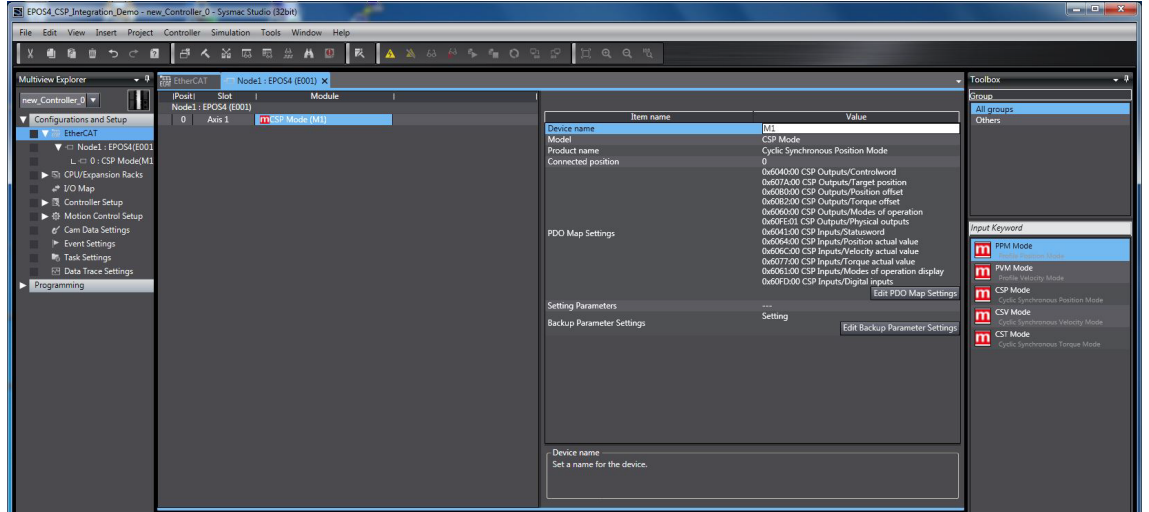 EPOS4_CSP_Integration_Demo - new_Controller_0 - Sysmac Studio (32bit)
File Edit View Insert Project Controller Simulation Tools Window Help
Multiview Explorer
new_Controller_0
Configurations and Setup
EtherCAT
Node1 : EPOS4(E001
0 : CSP Mode(M1
CPU/Expansion Racks
I/O Map
Controller Setup
Motion Control Setup
Cam Data Settings
Event Settings
Task Settings
Data Trace Settings
Programming
EtherCAT
Node1 : EPOS4 (E001)
|Posit| Slot | Module |
Node1 : EPOS4 (E001)
0 Axis 1 CSP Mode (M1)
Item name Value
Device name M1
Model CSP Mode
Product name Cyclic Synchronous Position Mode
Connected position 0
PDO Map Settings
0x6040:00 CSP Outputs/Controlword
0x607A:00 CSP Outputs/Target position
0x60B0:00 CSP Outputs/Position offset
0x60B2:00 CSP Outputs/Torque offset
0x6060:00 CSP Outputs/Modes of operation
0x60FE:01 CSP Outputs/Physical outputs
0x6041:00 CSP Inputs/Statusword
0x6064:00 CSP Inputs/Position actual value
0x606C:00 CSP Inputs/Velocity actual value
0x6077:00 CSP Inputs/Torque actual value
0x6061:00 CSP Inputs/Modes of operation display
0x60FD:00 CSP Inputs/Digital inputs
Edit PDO Map Settings
Setting Parameters ---
Backup Parameter Settings Setting
Edit Backup Parameter Settings
Device name
Set a name for the device.
Toolbox
Group
All groups
Others
Input Keyword
m PPM Mode
Profile Position Mode
m PVM Mode
Profile Velocity Mode
m CSP Mode
Cyclic Synchronous Position Mode
m CSV Mode
Cyclic Synchronous Velocity Mode
m CST Mode
Cyclic Synchronous Torque Mode